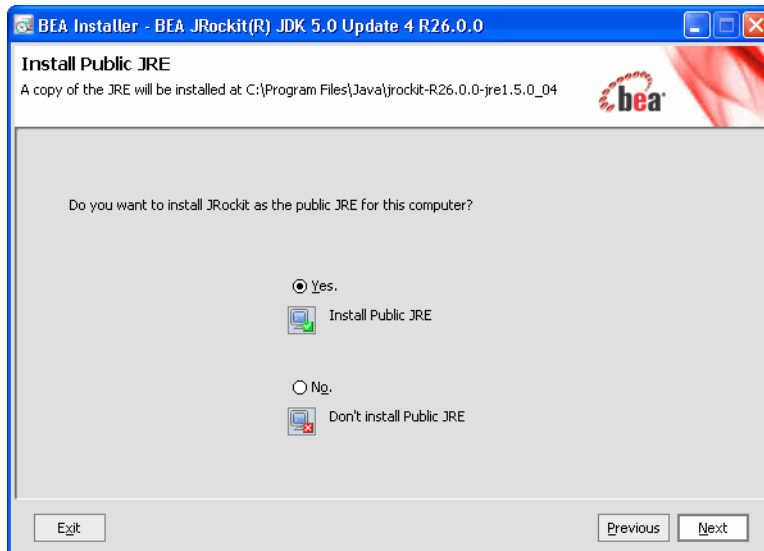 BEA Installer - BEA JRockit(R) JDK 5.0 Update 4 R26.0.0
Install Public JRE
A copy of the JRE will be installed at C:\Program Files\Java\jrockit-R26.0.0-jre1.5.0_04
bea
Do you want to install JRockit as the public JRE for this computer?
Yes.
Install Public JRE
No.
Don't install Public JRE
Exit
Previous
Next